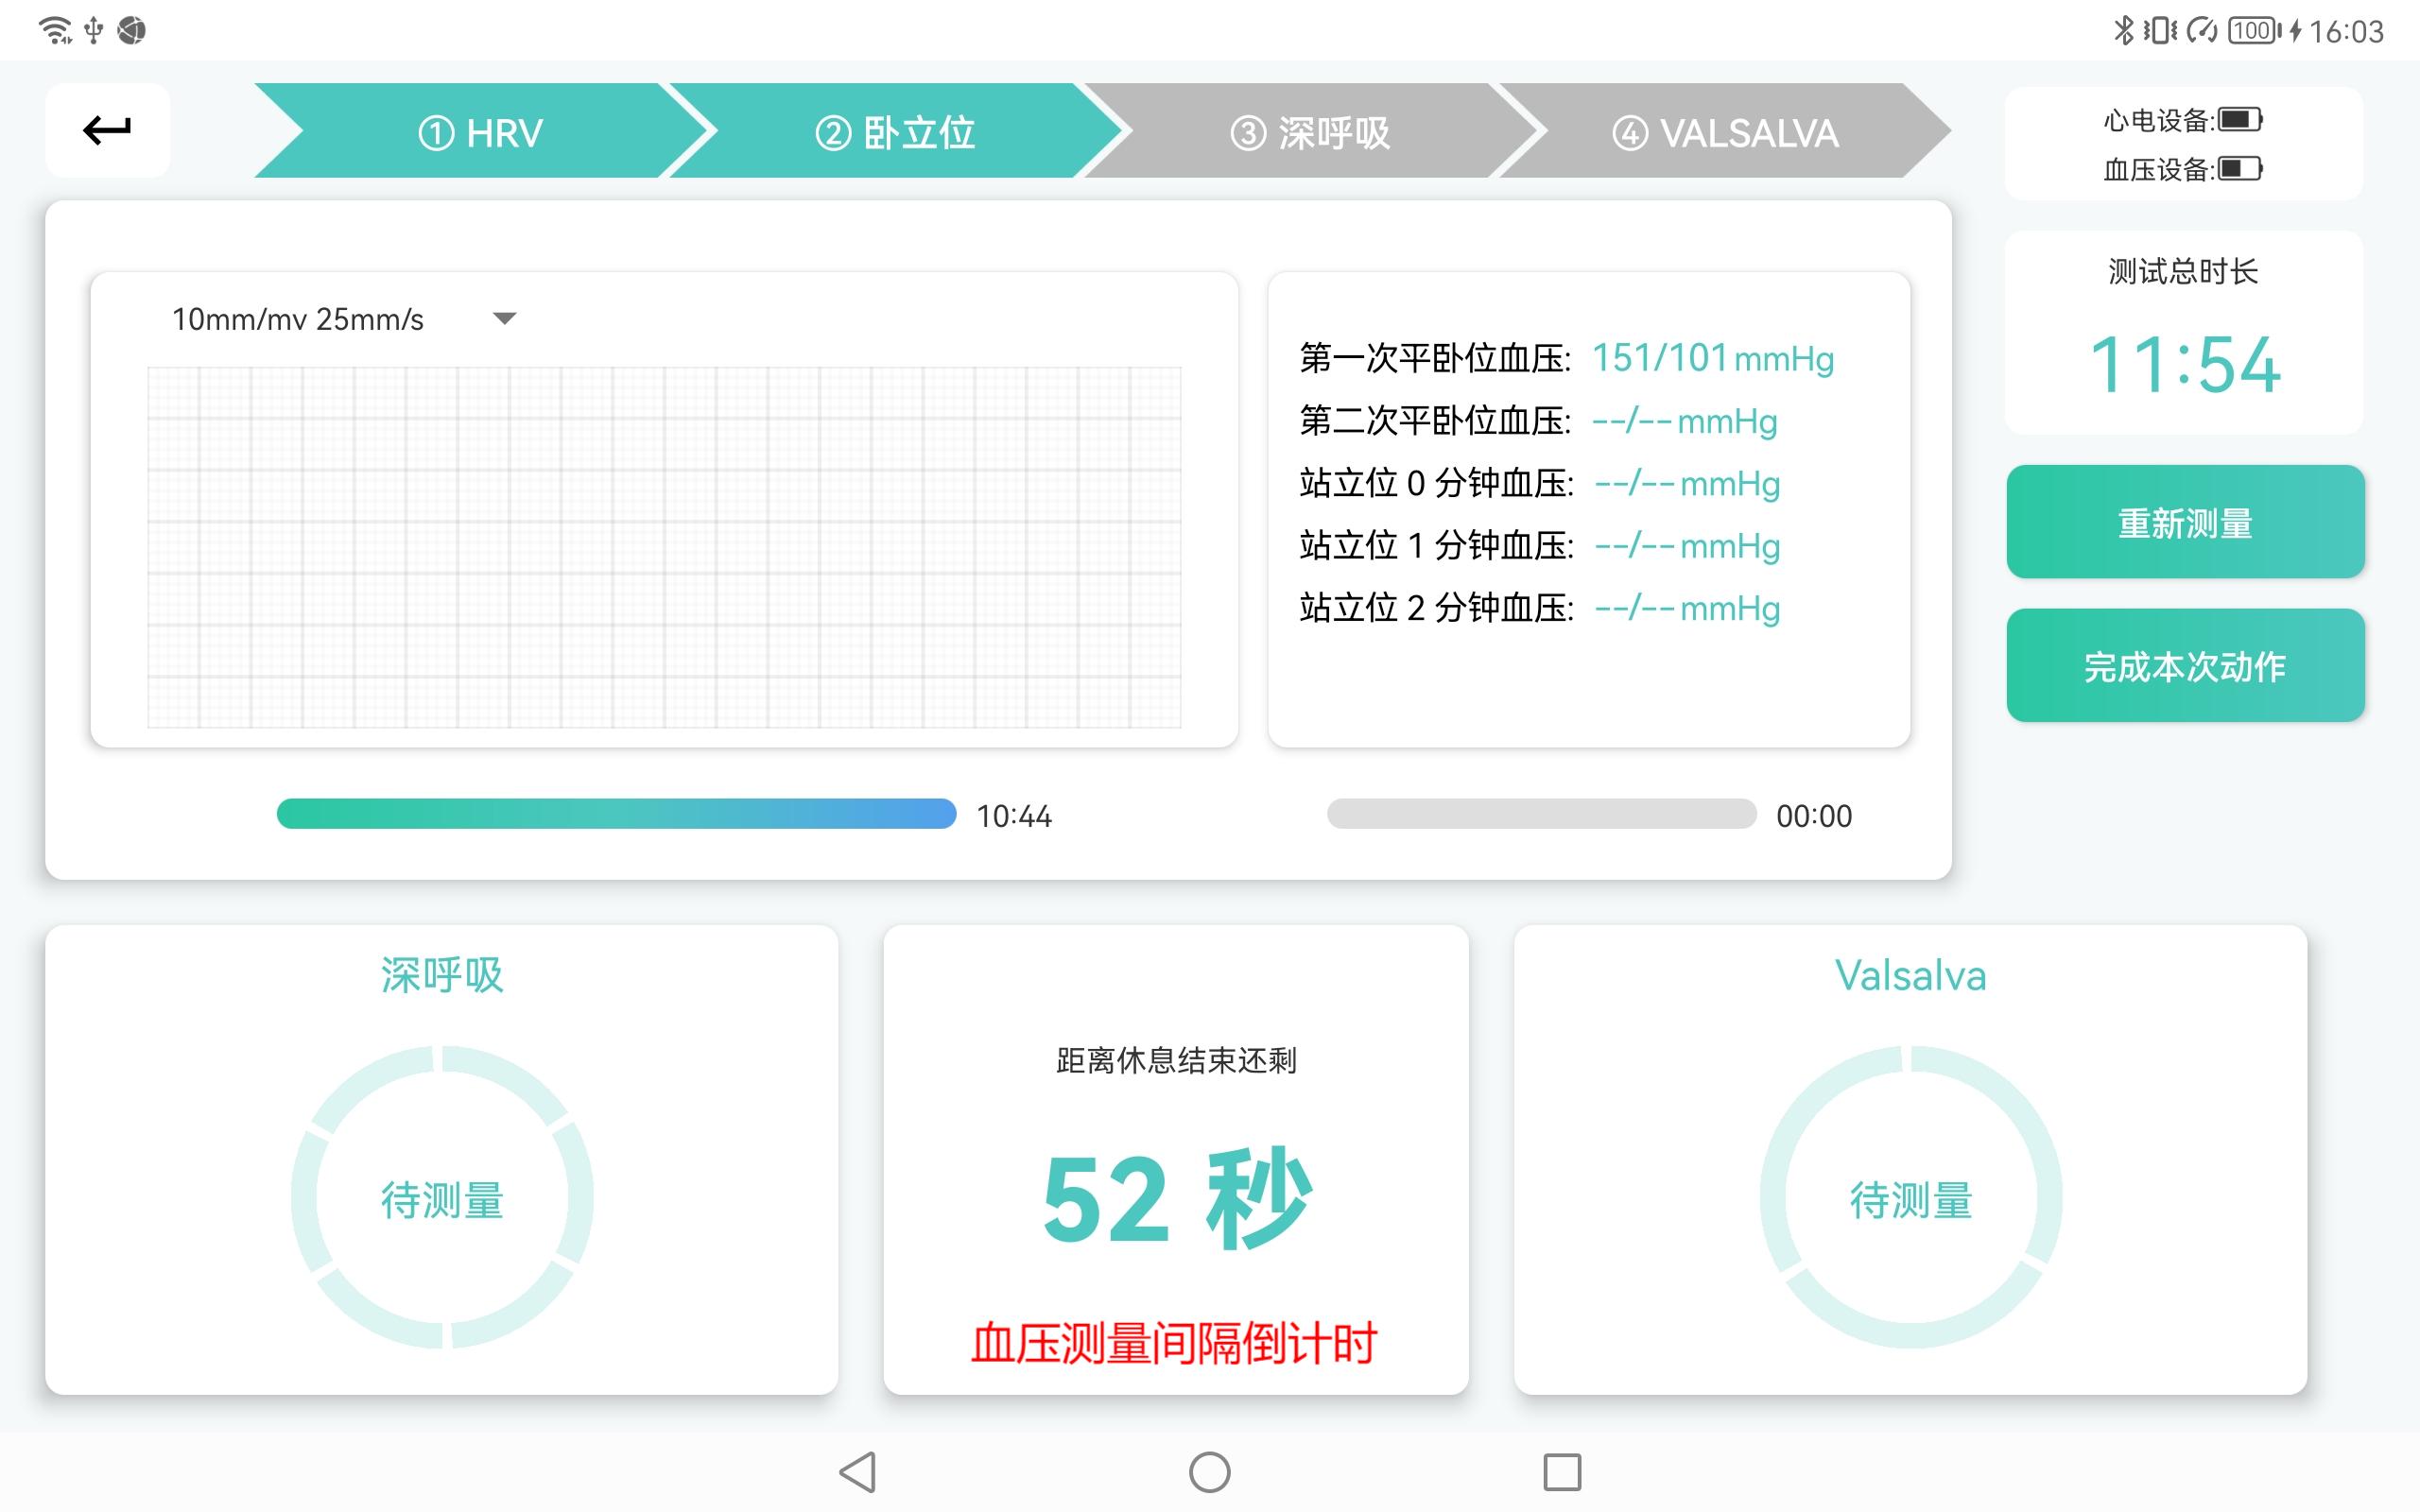 100 16:03
① HRV
② 卧立位
③ 深呼吸
④ VALSALVA
心电设备:
血压设备:
测试总时长
11:54
重新测量
完成本次动作
10mm/mv 25mm/s
第一次平卧位血压: 151/101 mmHg
第二次平卧位血压: --/-- mmHg
站立位 0 分钟血压: --/-- mmHg
站立位 1 分钟血压: --/-- mmHg
站立位 2 分钟血压: --/-- mmHg
10:44
00:00
深呼吸
待测量
距离休息结束还剩
52 秒
血压测量间隔倒计时
Valsalva
待测量